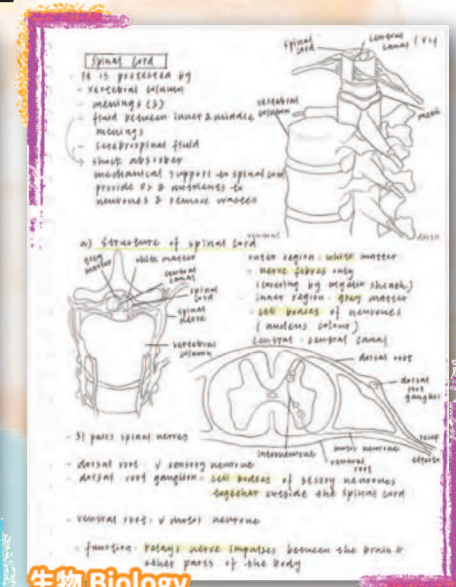 Spinal Cord
- It is protected by
- vertebral column
- menings (3)
- fluid between inner & middle
menings
- cerebrospinal fluid
→ shock absorber
mechanical support to spinal cord
provide O2 & nutrients to
neurones & remove wastes
spinal
cord
central
canal
vertebral
column
ventral
a) Structure of spinal cord
grey
matter
white matter
central
canal
spinal
cord
spinal
nerve
vertebral
column
outer region: white matter
- nerve fibres only
(covering by myelin sheath)
- inner region: grey matter
- cell bodies of neurones
central: central canal
dorsal root
dorsal
root
ganglion
interneurone
motor neurone
ventral
root
- 31 pairs spinal nerves
- dorsal root: v sensory neurone
- dorsal root ganglion: cell bodies of sesory neurones
together outside the spinal cord
- ventral root: v motor neurone
- function: relays nerve impulses between the brain &
other parts of the body
生物 Biology